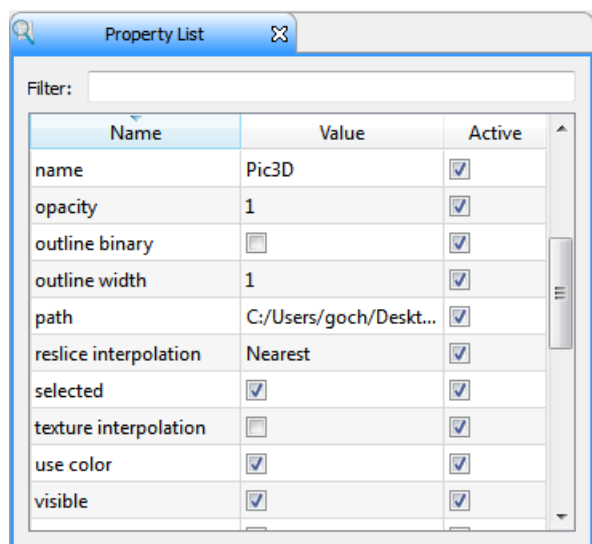 Property List
Filter:
Name Value Active
name Pic3D
opacity 1
outline binary
outline width 1
path C:/Users/goch/Deskt...
reslice interpolation Nearest
selected
texture interpolation
use color
visible